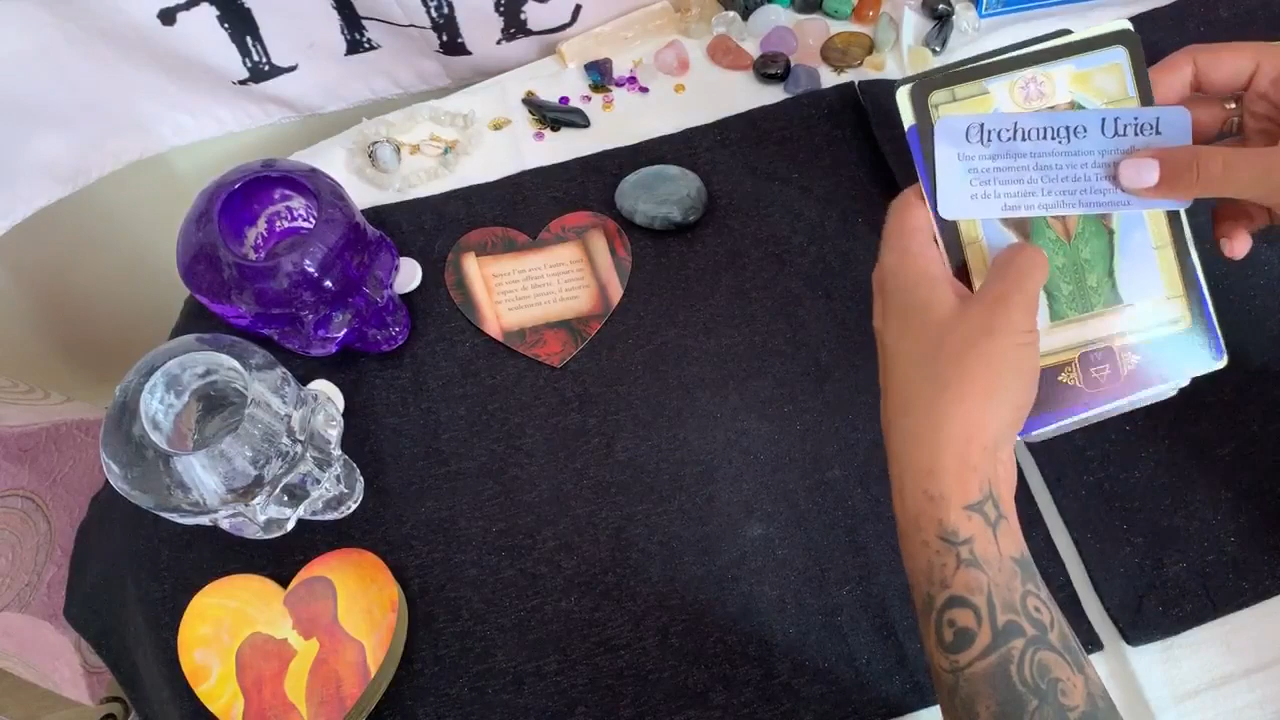 THE
Archange Uriel
Une magnifique transformation spirituelle
en ce moment dans ta vie et dans
C'est l'union du Ciel et de la Terre
et de la matière. Le cœur et l'esprit
dans un équilibre harmonieux.
Soyez l'un avec l'autre, tout
en vous offrant toujours un
espace de liberté. L'amour
ne réclame jamais, il autorise
seulement et il donne.